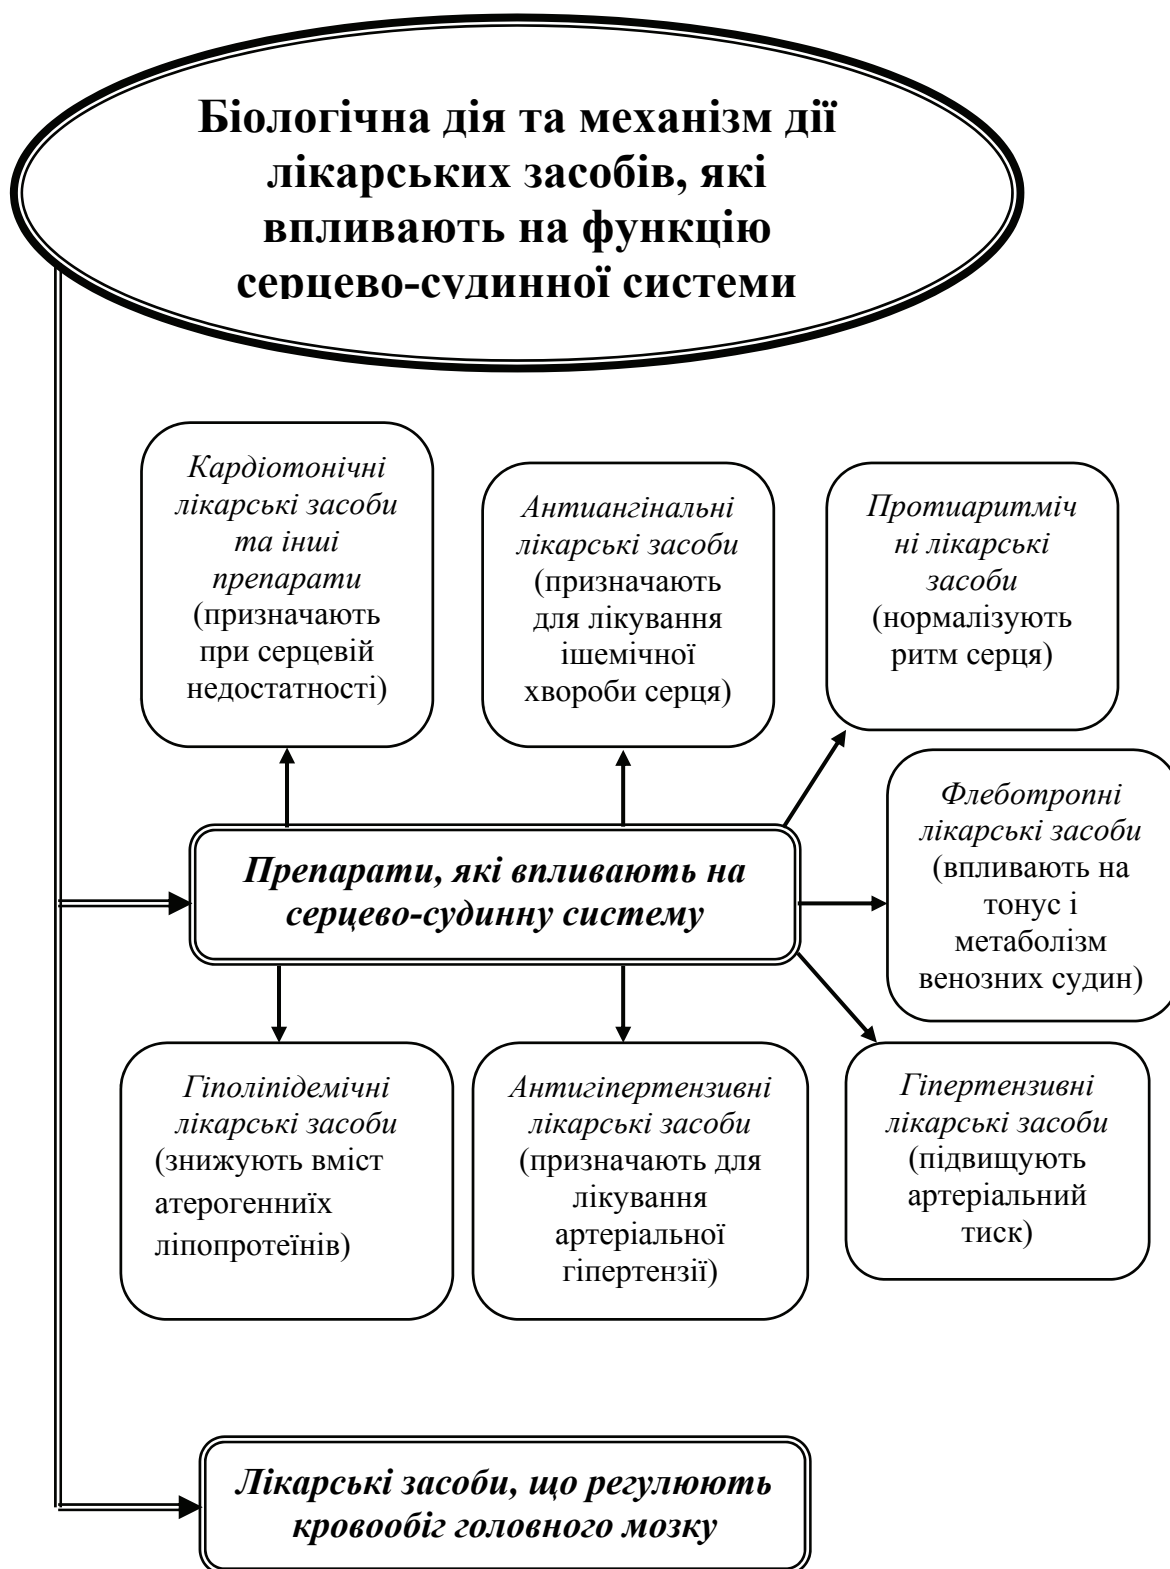 Біологічна дія та механізм дії
лікарських засобів, які
впливають на функцію
серцево-судинної системи
Кардіотонічні
лікарські засоби
та інші
препарати
(призначають
при серцевій
недостатності)
Антиангінальні
лікарські засоби
(призначають
для лікування
ішемічної
хвороби серця)
Протиаритміч
ні лікарські
засоби
(нормалізують
ритм серця)
Флеботропні
лікарські засоби
(впливають на
тонус і
метаболізм
венозних судин)
Препарати, які впливають на
серцево-судинну систему
Гіполіпідемічні
лікарські засоби
(знижують вміст
атерогенниїх
ліпопротеїнів)
Антигіпертензивні
лікарські засоби
(призначають для
лікування
артеріальної
гіпертензії)
Гіпертензивні
лікарські засоби
(підвищують
артеріальний
тиск)
Лікарські засоби, що регулюють
кровообіг головного мозку